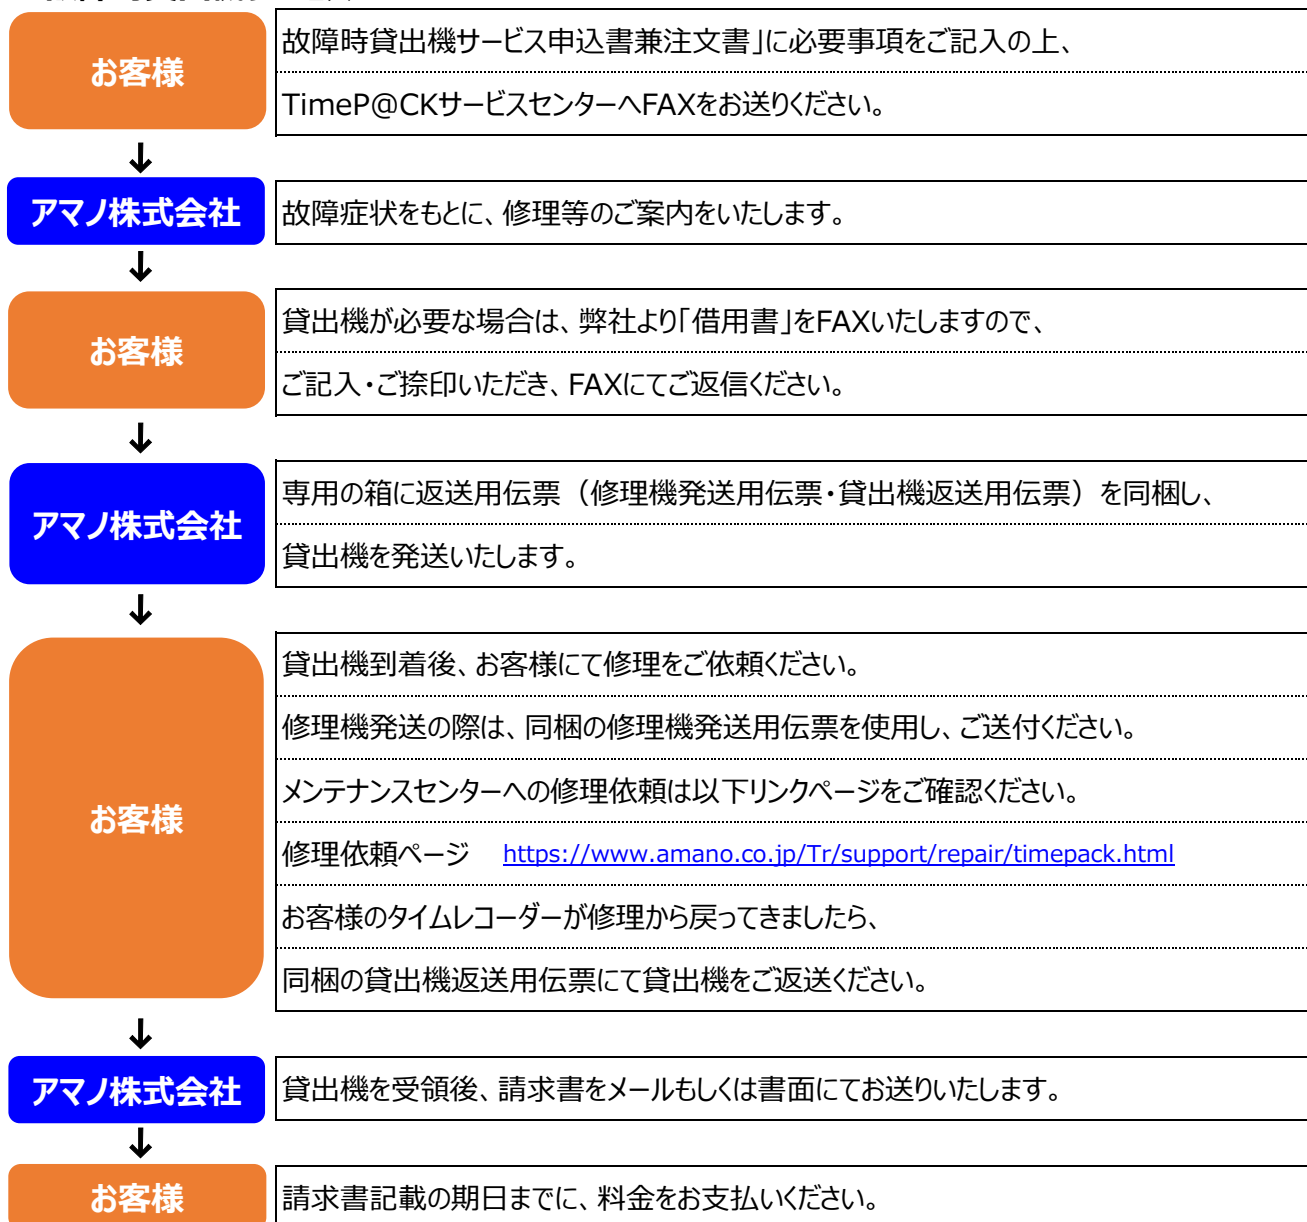 お客様
故障時貸出機サービス申込書兼注文書」に必要事項をご記入の上、
TimeP@CKサービスセンターへFAXをお送りください。
↓
アマノ株式会社
故障症状をもとに、修理等のご案内をいたします。
↓
お客様
貸出機が必要な場合は、弊社より「借用書」をFAXいたしますので、
ご記入・ご捺印いただき、FAXにてご返信ください。
↓
アマノ株式会社
専用の箱に返送用伝票（修理機発送用伝票・貸出機返送用伝票）を同梱し、
貸出機を発送いたします。
↓
お客様
貸出機到着後、お客様にて修理をご依頼ください。
修理機発送の際は、同梱の修理機発送用伝票を使用し、ご送付ください。
メンテナンスセンターへの修理依頼は以下リンクページをご確認ください。
修理依頼ページ https://www.amano.co.jp/Tr/support/repair/timepack.html
お客様のタイムレコーダーが修理から戻ってきましたら、
同梱の貸出機返送用伝票にて貸出機をご返送ください。
↓
アマノ株式会社
貸出機を受領後、請求書をメールもしくは書面にてお送りいたします。
↓
お客様
請求書記載の期日までに、料金をお支払いください。